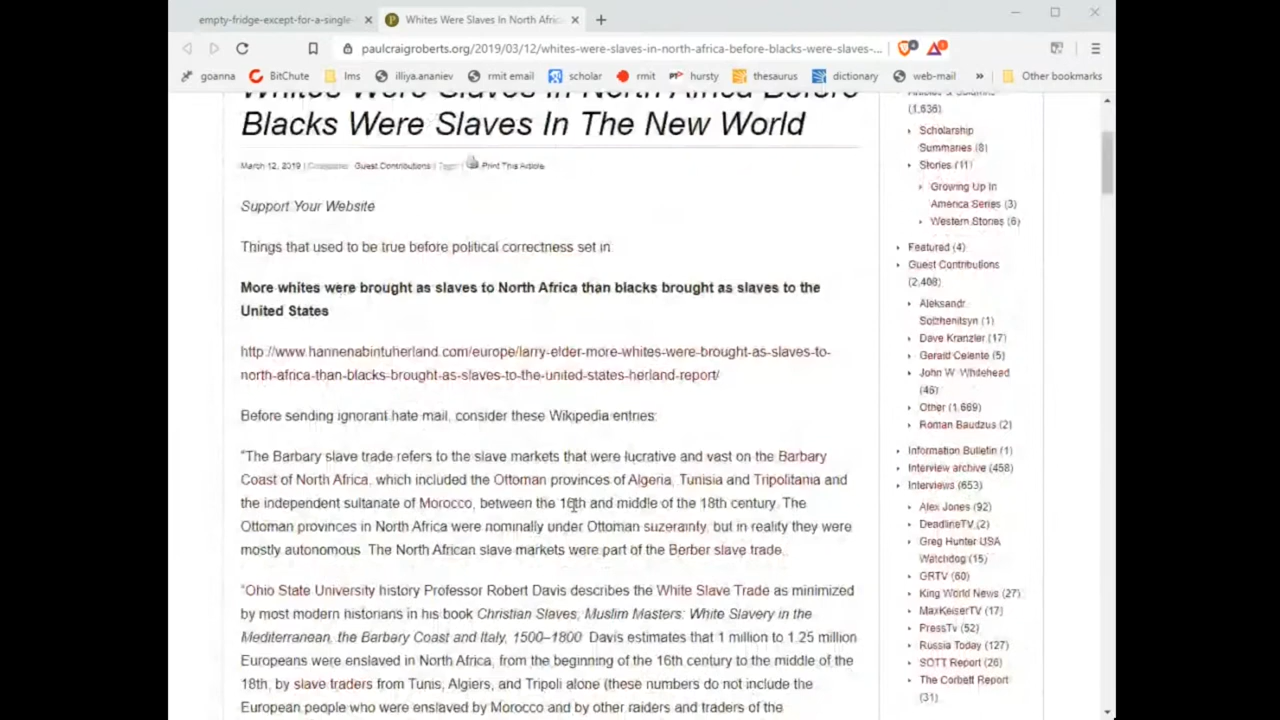 empty-fridge-except-for-a-single-
Whites Were Slaves In North Afric
paulcraigroberts.org/2019/03/12/whites-were-slaves-in-north-africa-before-blacks-were-slaves-...
goanna BitChute lms illiya.ananiev rmit email scholar rmit hursty thesaurus dictionary web-mail » Other bookmarks
Whites Were Slaves In North Africa Before
Blacks Were Slaves In The New World
March 12, 2019 | Categories: Guest Contributions | Tags: | Print This Article
Support Your Website
Things that used to be true before political correctness set in
More whites were brought as slaves to North Africa than blacks brought as slaves to the
United States
http://www.hannenabintuherland.com/europe/larry-elder-more-whites-were-brought-as-slaves-to-
north-africa-than-blacks-brought-as-slaves-to-the-united-states-herland-report/
Before sending ignorant hate mail, consider these Wikipedia entries:
“The Barbary slave trade refers to the slave markets that were lucrative and vast on the Barbary
Coast of North Africa, which included the Ottoman provinces of Algeria, Tunisia and Tripolitania and
the independent sultanate of Morocco, between the 16th and middle of the 18th century. The
Ottoman provinces in North Africa were nominally under Ottoman suzerainty, but in reality they were
mostly autonomous. The North African slave markets were part of the Berber slave trade.
“Ohio State University history Professor Robert Davis describes the White Slave Trade as minimized
by most modern historians in his book Christian Slaves, Muslim Masters: White Slavery in the
Mediterranean, the Barbary Coast and Italy, 1500–1800. Davis estimates that 1 million to 1.25 million
Europeans were enslaved in North Africa, from the beginning of the 16th century to the middle of the
18th, by slave traders from Tunis, Algiers, and Tripoli alone (these numbers do not include the
European people who were enslaved by Morocco and by other raiders and traders of the
Articles & Columns
(1,636)
Scholarship
Summaries (8)
Stories (11)
Growing Up In
America Series (3)
Western Stories (6)
Featured (4)
Guest Contributions
(2,408)
Aleksandr
Solzhenitsyn (1)
Dave Kranzler (17)
Gerald Celente (5)
John W. Whitehead
(46)
Other (1,669)
Roman Baudzus (2)
Information Bulletin (1)
Interview archive (458)
Interviews (653)
Alex Jones (92)
DeadlineTV (2)
Greg Hunter USA
Watchdog (15)
GRTV (60)
King World News (27)
MaxKeiserTV (17)
PressTv (52)
Russia Today (127)
SOTT Report (26)
The Corbett Report
(31)